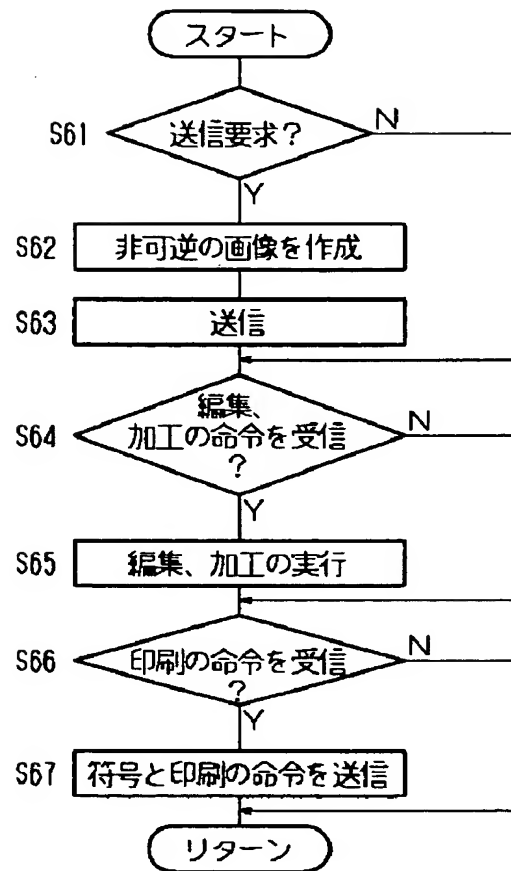 スタート
S61 送信要求? N
Y
S62 非可逆の画像を作成
S63 送信
編集、
S64 加工の命令を受信 N
?
Y
S65 編集、加工の実行
S66 印刷の命令を受信 N
?
Y
S67 符号と印刷の命令を送信
リターン